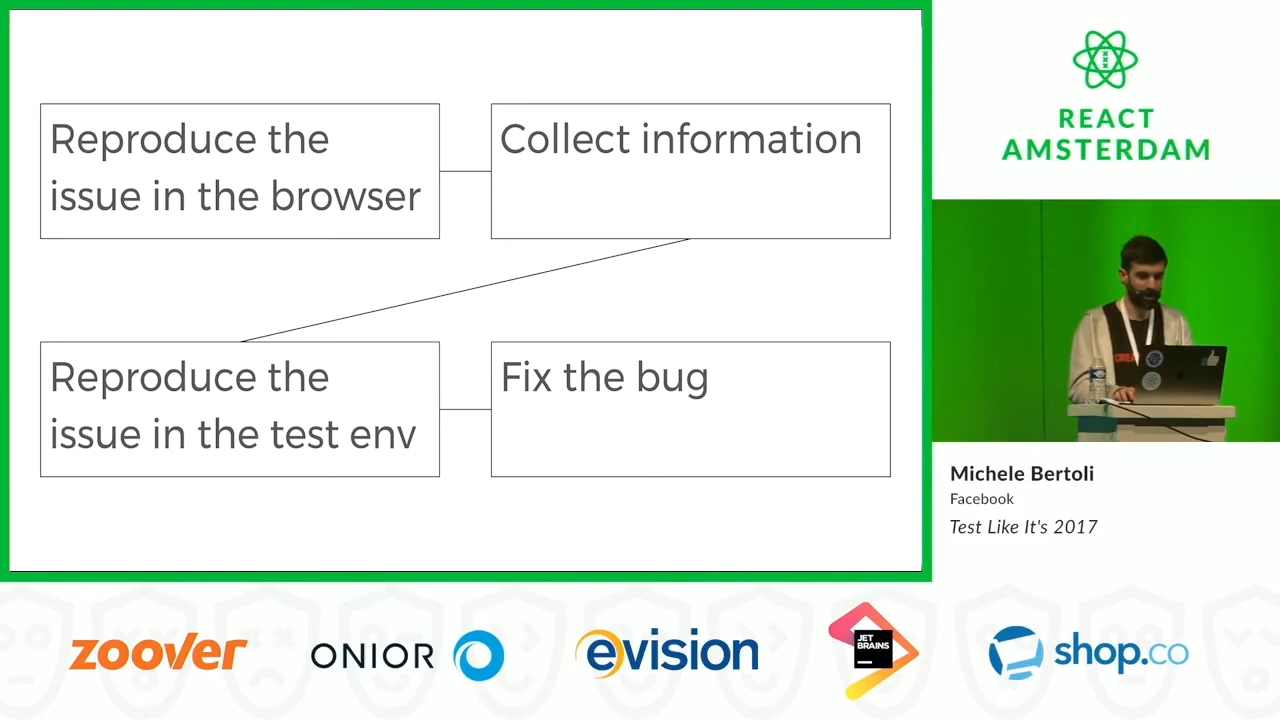 Reproduce the
issue in the browser
Collect information
Reproduce the
issue in the test env
Fix the bug
REACT
AMSTERDAM
Michele Bertoli
Facebook
Test Like It's 2017
zoover
ONIOR
evision
JET
BRAINS
shop.co